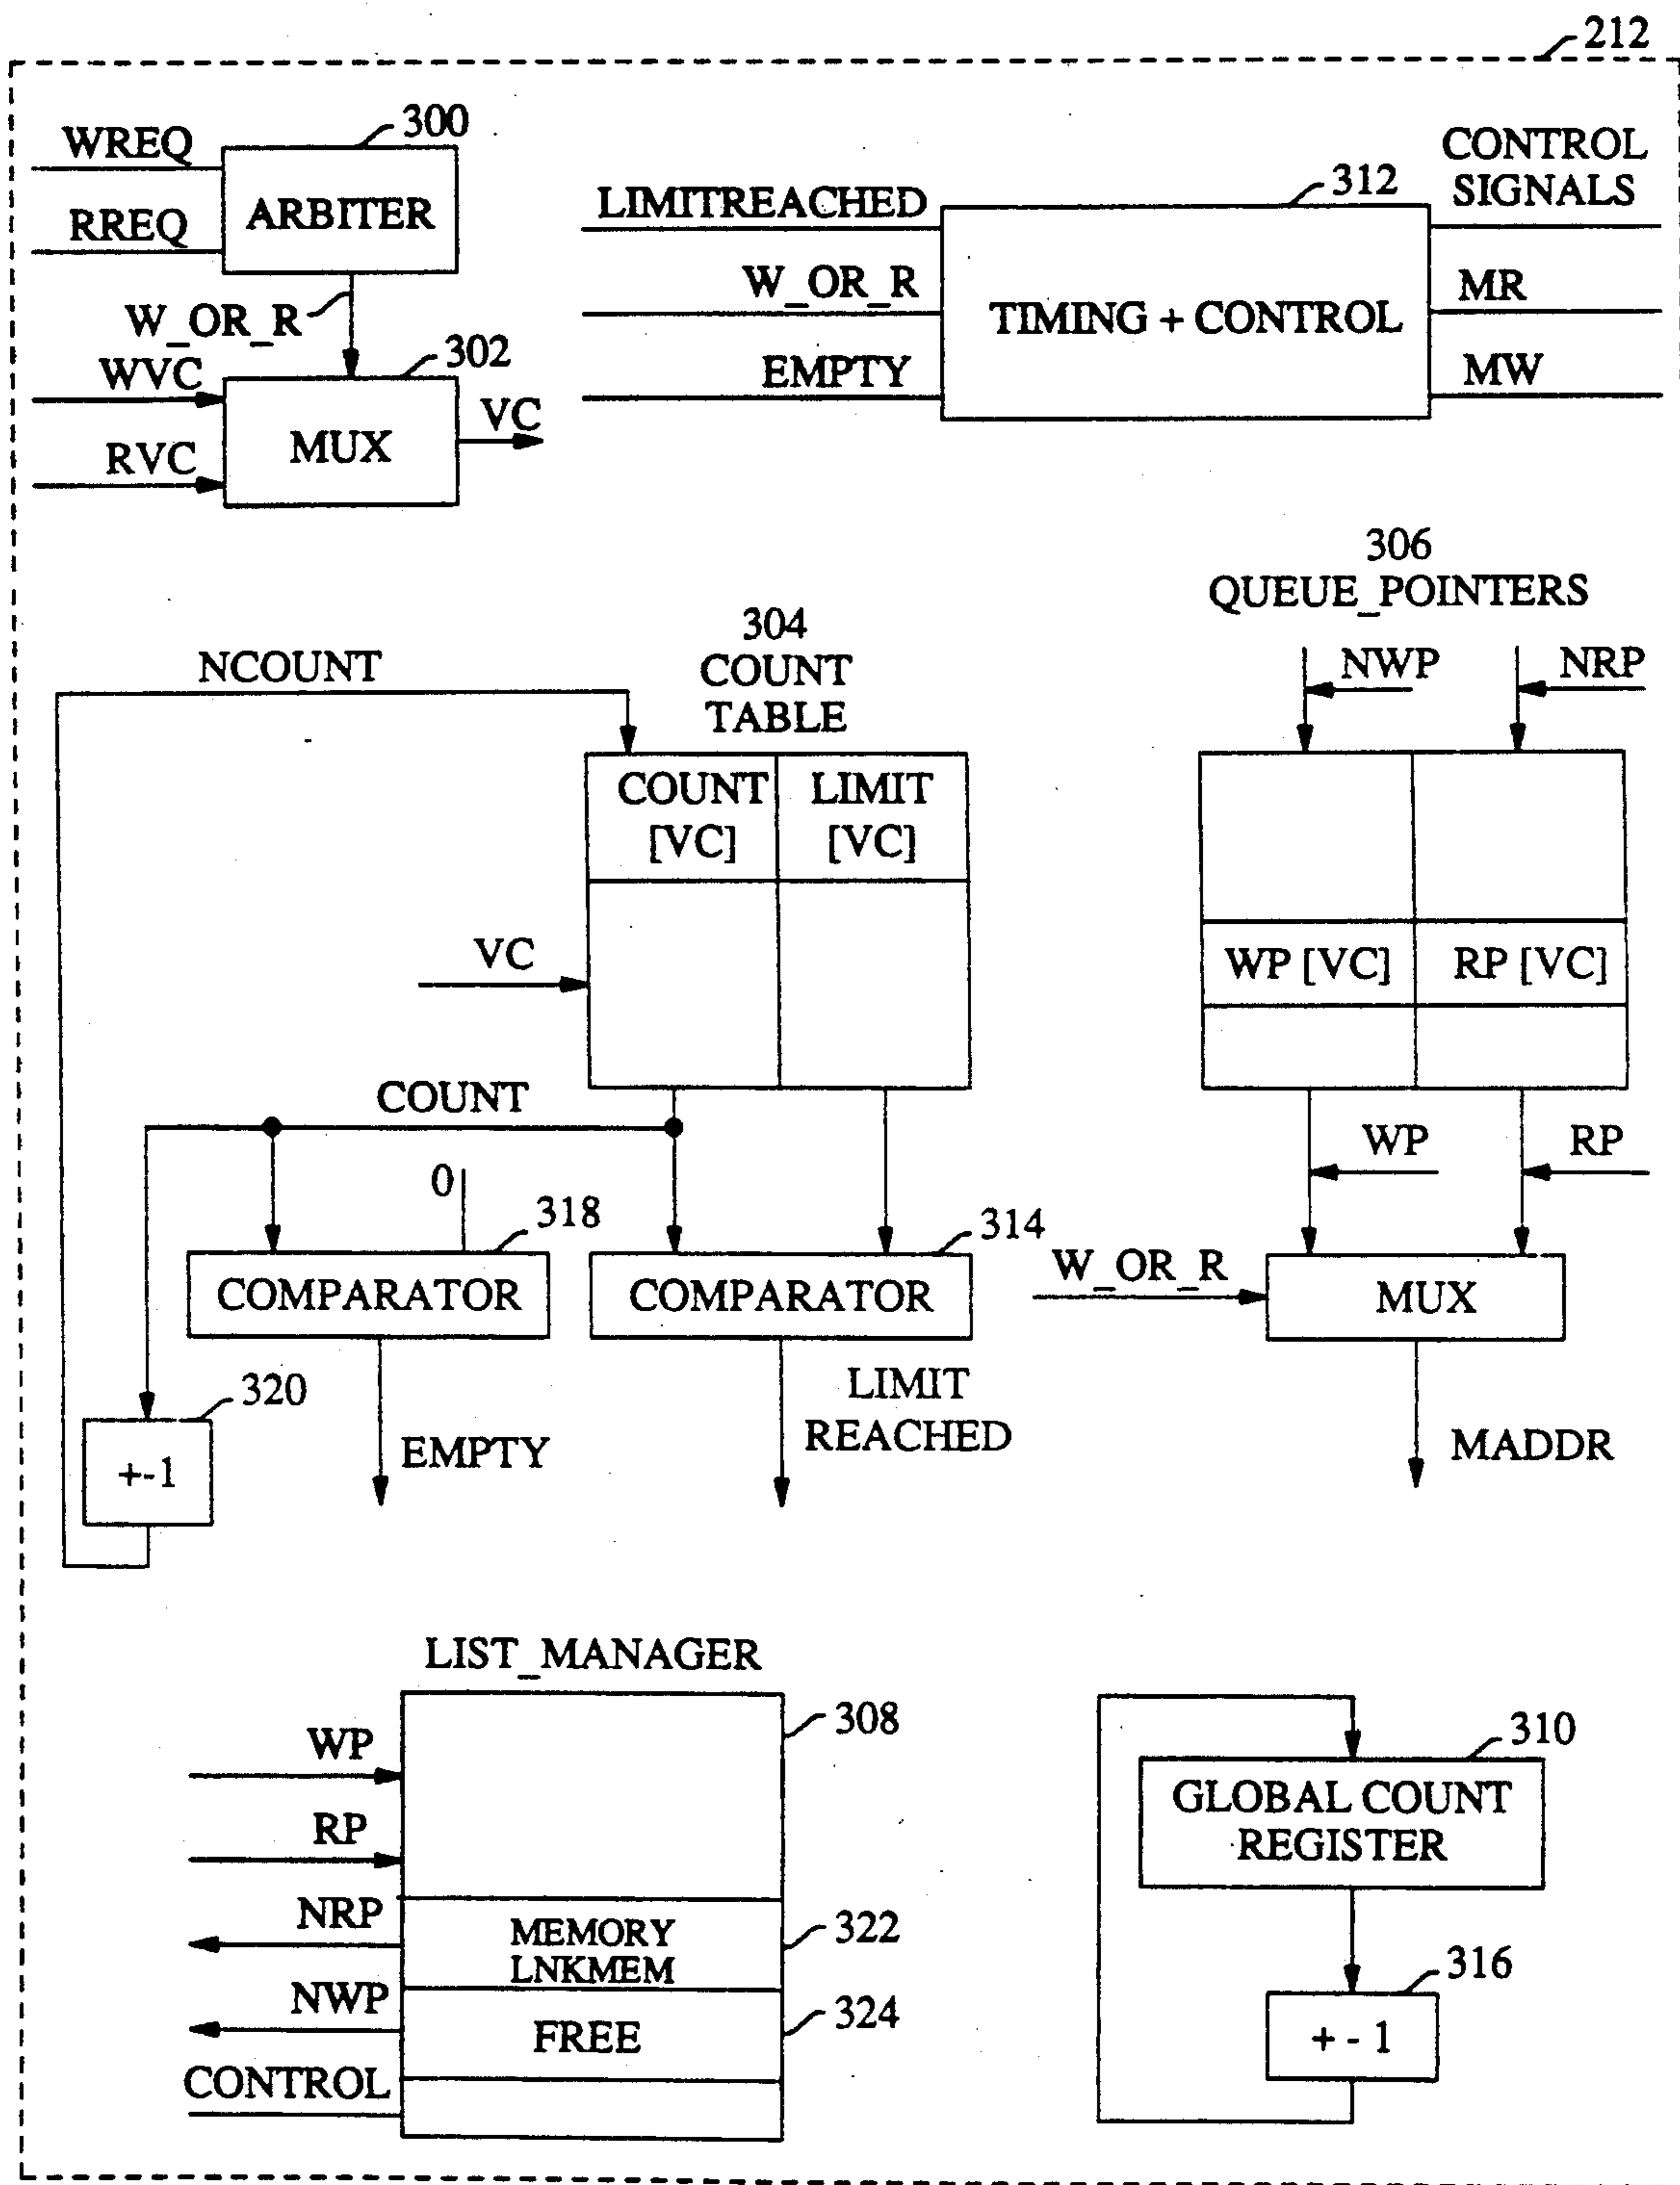 212
300
WREQ
ARBITER
RREQ
W_OR_R
302
WVC
MUX
VC
RVC
312
LIMITREACHED
W_OR_R
TIMING + CONTROL
EMPTY
CONTROL
SIGNALS
MR
MW
306
QUEUE_POINTERS
NWP
NRP
WP [VC]
RP [VC]
WP
RP
W_OR_R
MUX
MADDR
304
COUNT
TABLE
NCOUNT
COUNT
[VC]
LIMIT
[VC]
VC
COUNT
0
318
COMPARATOR
314
COMPARATOR
320
+-1
EMPTY
LIMIT
REACHED
LIST_MANAGER
308
WP
RP
NRP
MEMORY
LNKMEM
322
NWP
FREE
324
CONTROL
310
GLOBAL COUNT
REGISTER
316
+ - 1